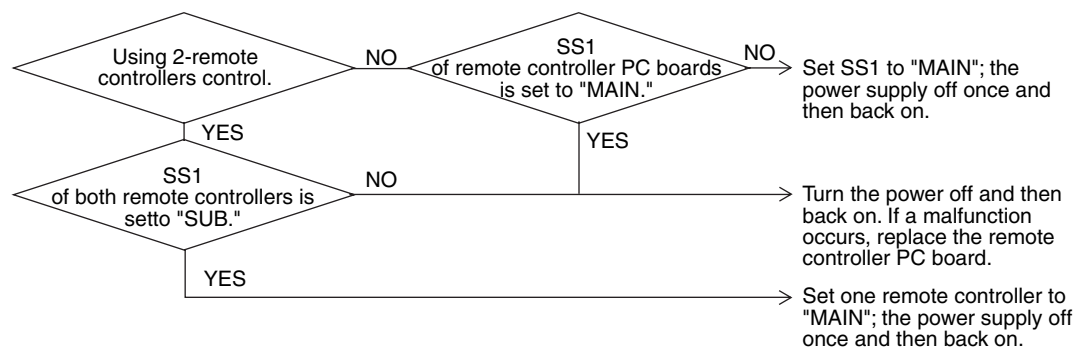 Using 2-remote
controllers control.
NO
SS1
of remote controller PC boards
is set to "MAIN."
NO
Set SS1 to "MAIN"; the
power supply off once and
then back on.
YES
YES
SS1
of both remote controllers is
setto "SUB."
NO
Turn the power off and then
back on. If a malfunction
occurs, replace the remote
controller PC board.
YES
Set one remote controller to
"MAIN"; the power supply off
once and then back on.